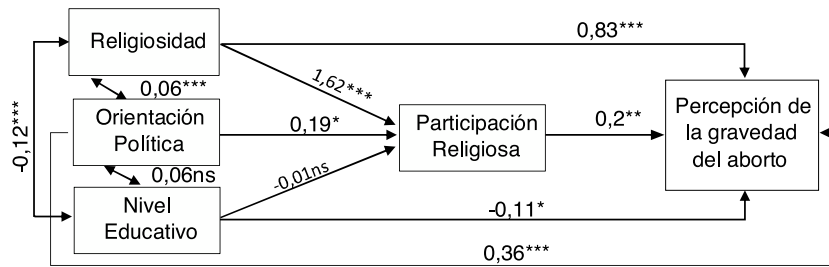 Religiosidad
0,83***
1,62***
0,06***
-0,12***
Orientación
Política
0,19*
Participación
Religiosa
0,2**
Percepción de
la gravedad
del aborto
0,06ns
-0,01ns
Nivel
Educativo
-0,11*
0,36***